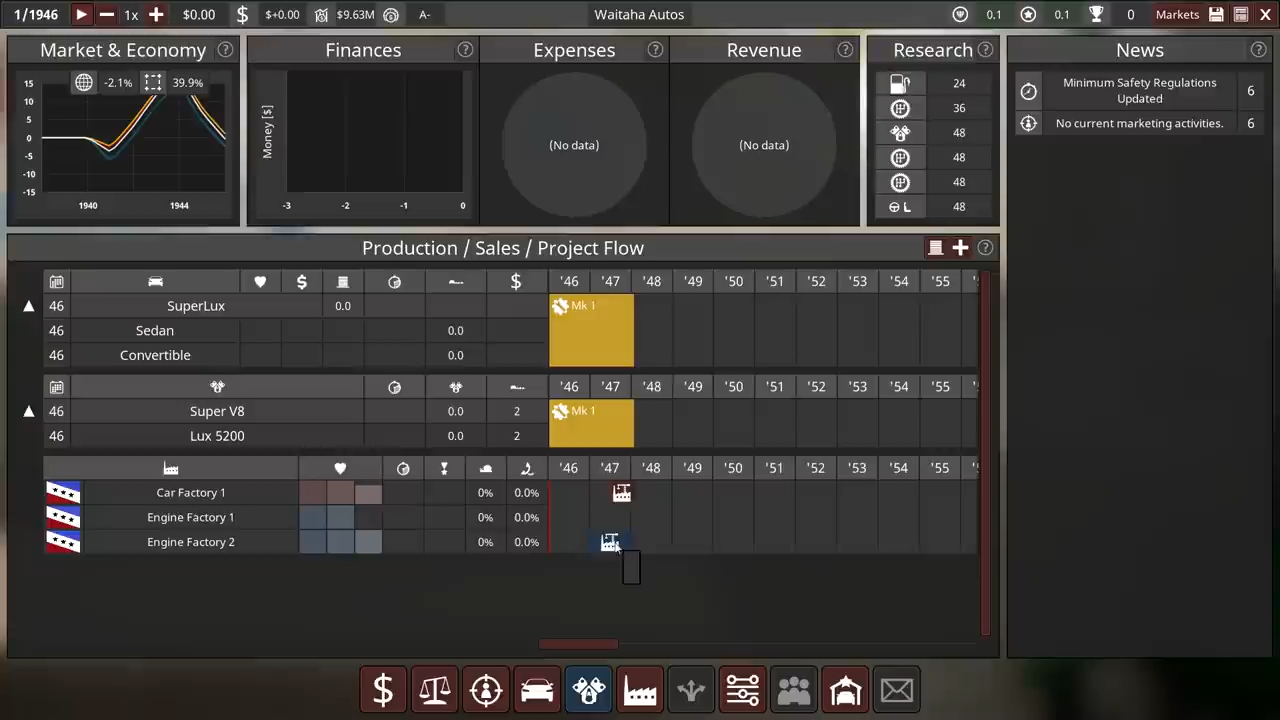 1/1946 1x $0.00 $ $+0.00 $9.63M A- Waitaha Autos 0.1 0.1 0 Markets X
Market & Economy ?
Finances ?
Expenses ?
Revenue ?
Research ?
News ?
-2.1% 39.9%
15
10
5
0
-5
-10
-15
1940 1944
Money [$]
-3 -2 -1 0
(No data)
(No data)
24
36
48
48
48
L 48
Minimum Safety Regulations
Updated 6
No current marketing activities. 6
Production / Sales / Project Flow ?
$ $ '46 '47 '48 '49 '50 '51 '52 '53 '54 '55
46 SuperLux 0.0 Mk 1
46 Sedan 0.0
46 Convertible 0.0
'46 '47 '48 '49 '50 '51 '52 '53 '54 '55
46 Super V8 0.0 2 Mk 1
46 Lux 5200 0.0 2
'46 '47 '48 '49 '50 '51 '52 '53 '54 '55
Car Factory 1 0% 0.0%
Engine Factory 1 0% 0.0%
Engine Factory 2 0% 0.0%
$